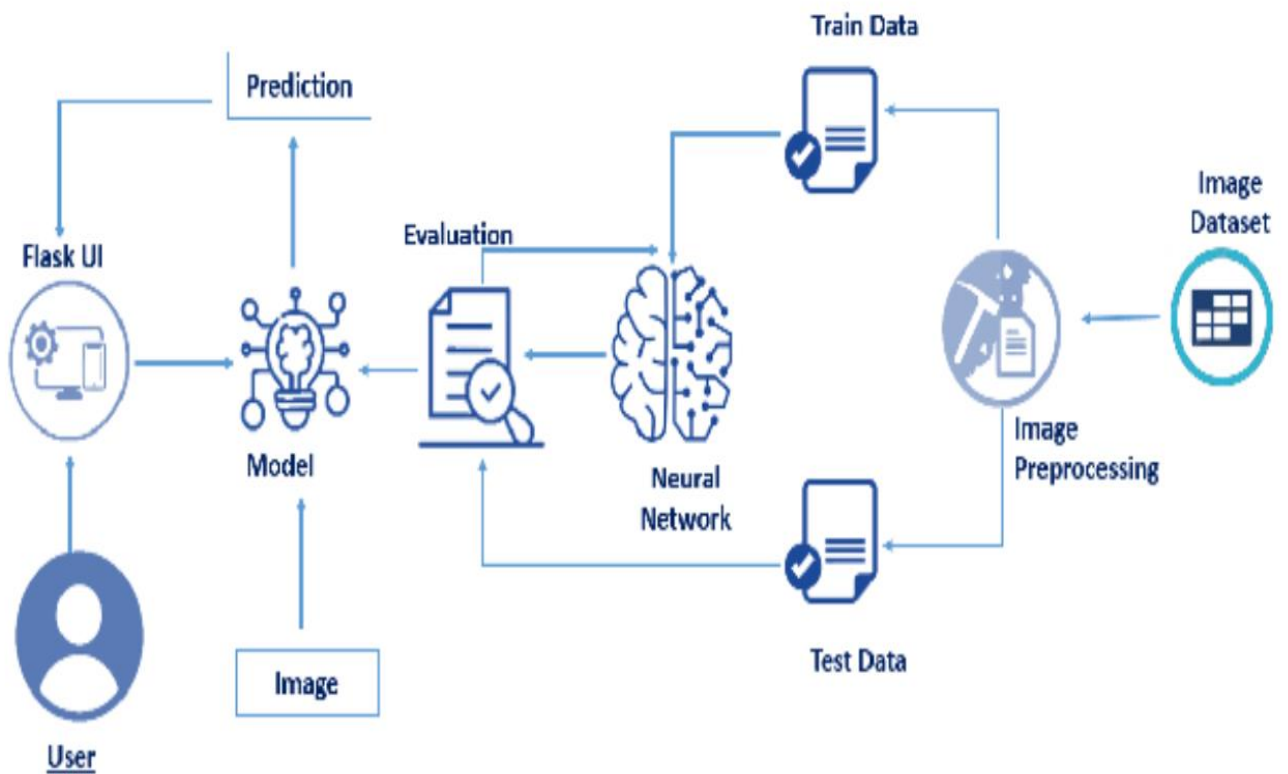 Train Data
Prediction
Image
Dataset
Evaluation
Flask UI
Image
Preprocessing
Model
Neural
Network
Test Data
Image
User